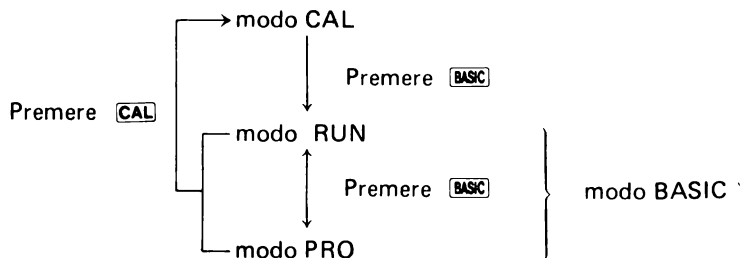 modo CAL
Premere BASIC
Premere CAL
modo RUN
Premere BASIC
modo BASIC
modo PRO